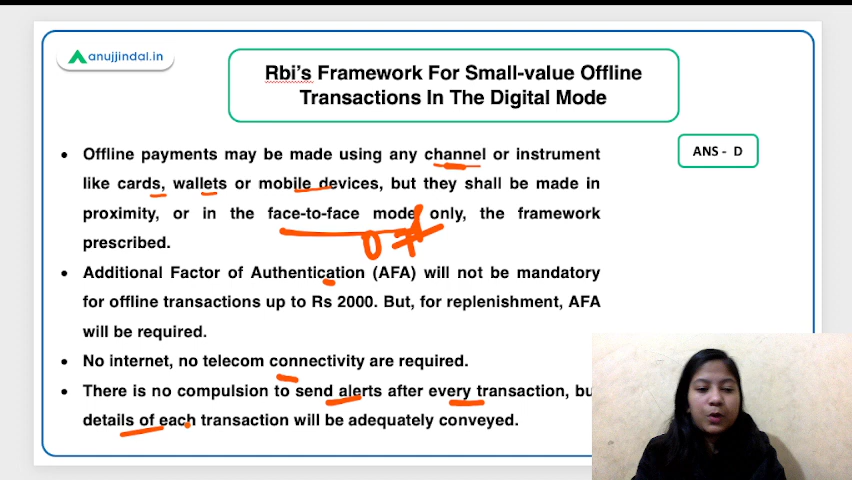 anujjindal.in
Rbi's Framework For Small-value Offline
Transactions In The Digital Mode
ANS - D
• Offline payments may be made using any channel or instrument
like cards, wallets or mobile devices, but they shall be made in
proximity, or in the face-to-face mode only, the framework
prescribed.
• Additional Factor of Authentication (AFA) will not be mandatory
for offline transactions up to Rs 2000. But, for replenishment, AFA
will be required.
• No internet, no telecom connectivity are required.
• There is no compulsion to send alerts after every transaction, bu
details of each transaction will be adequately conveyed.